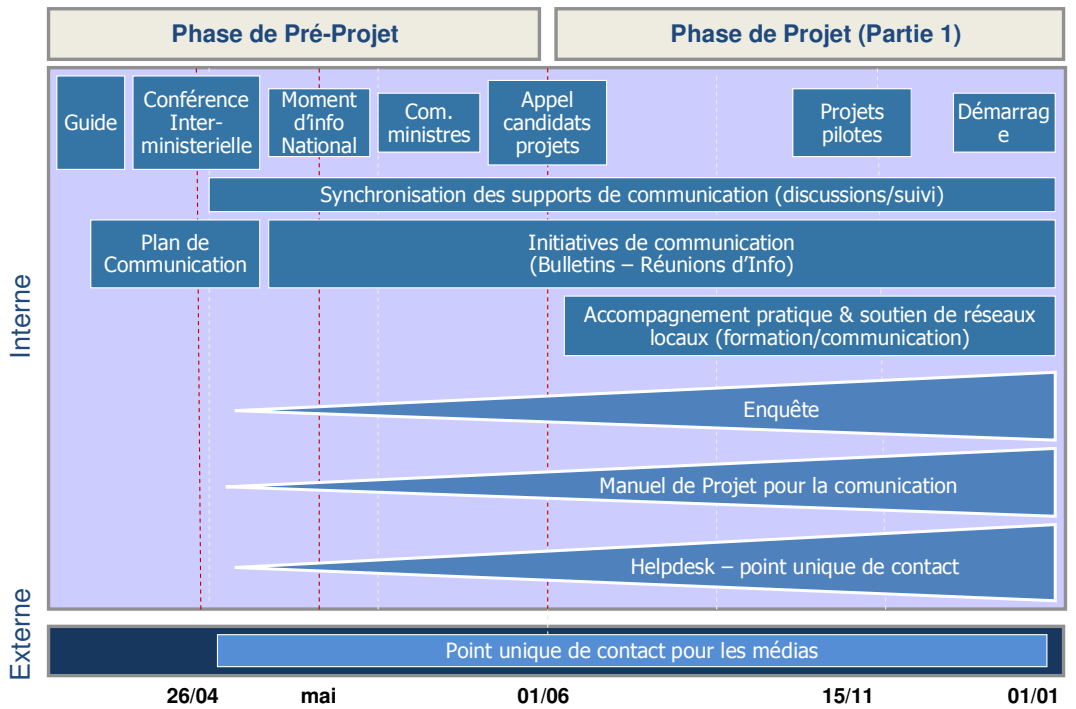 Phase de Pré-Projet
Phase de Projet (Partie 1)
Guide
Conférence
Inter-
ministerielle
Moment
d'info
National
Com.
ministres
Appel
candidats
projets
Projets
pilotes
Démarrag
e
Synchronisation des supports de communication (discussions/suivi)
Plan de
Communication
Initiatives de communication
(Bulletins – Réunions d'Info)
Accompagnement pratique & soutien de réseaux
locaux (formation/communication)
Interne
Enquête
Manuel de Projet pour la comunication
Helpdesk – point unique de contact
Externe
Point unique de contact pour les médias
26/04
mai
01/06
15/11
01/01